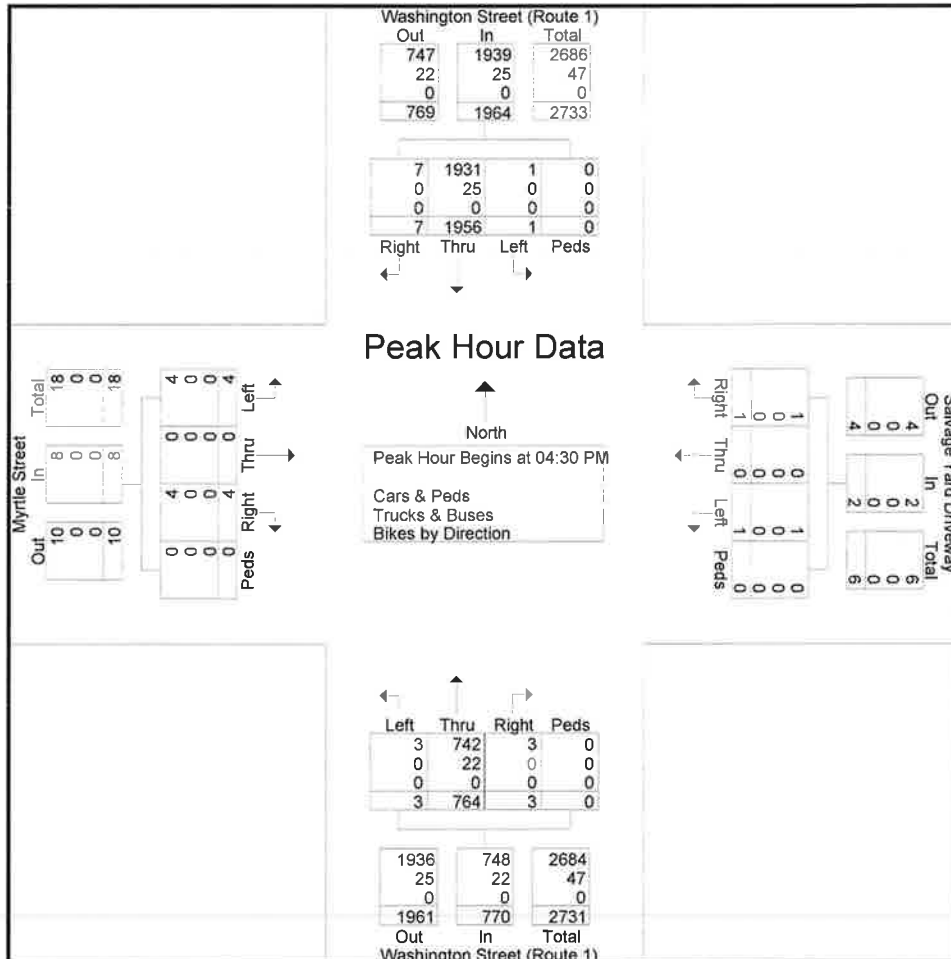 Washington Street (Route 1)
Out In Total
747 1939 2686
22 25 47
0 0 0
769 1964 2733
7 1931 1 0
0 25 0 0
0 0 0 0
7 1956 1 0
Right Thru Left Peds
Peak Hour Data
North
Peak Hour Begins at 04:30 PM
Cars & Peds
Trucks & Buses
Bikes by Direction
Myrtle Street
Out In Total
10 8 18
0 0 0
0 0 0
10 8 18
4 0 4 0
0 0 0 0
0 0 0 0
4 0 4 0
Left Thru Right Peds
Right Thru Left Peds
1 0 1 0
0 0 0 0
0 0 0 0
1 0 1 0
4 2 6
0 0 0
0 0 0
4 2 6
Out In Total
Salvage Yard Driveway
Left Thru Right Peds
3 742 3 0
0 22 0 0
0 0 0 0
3 764 3 0
1936 748 2684
25 22 47
0 0 0
1961 770 2731
Out In Total
Washington Street (Route 1)